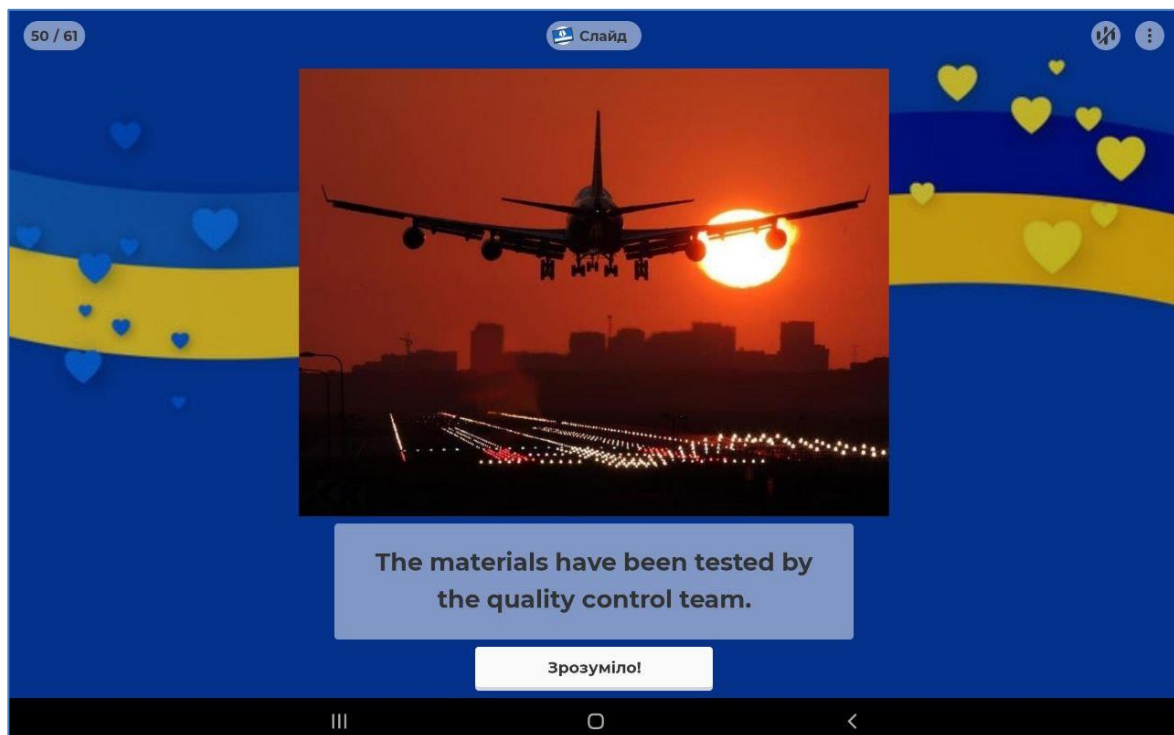 50 / 61
Слайд
The materials have been tested by
the quality control team.
Зрозуміло!